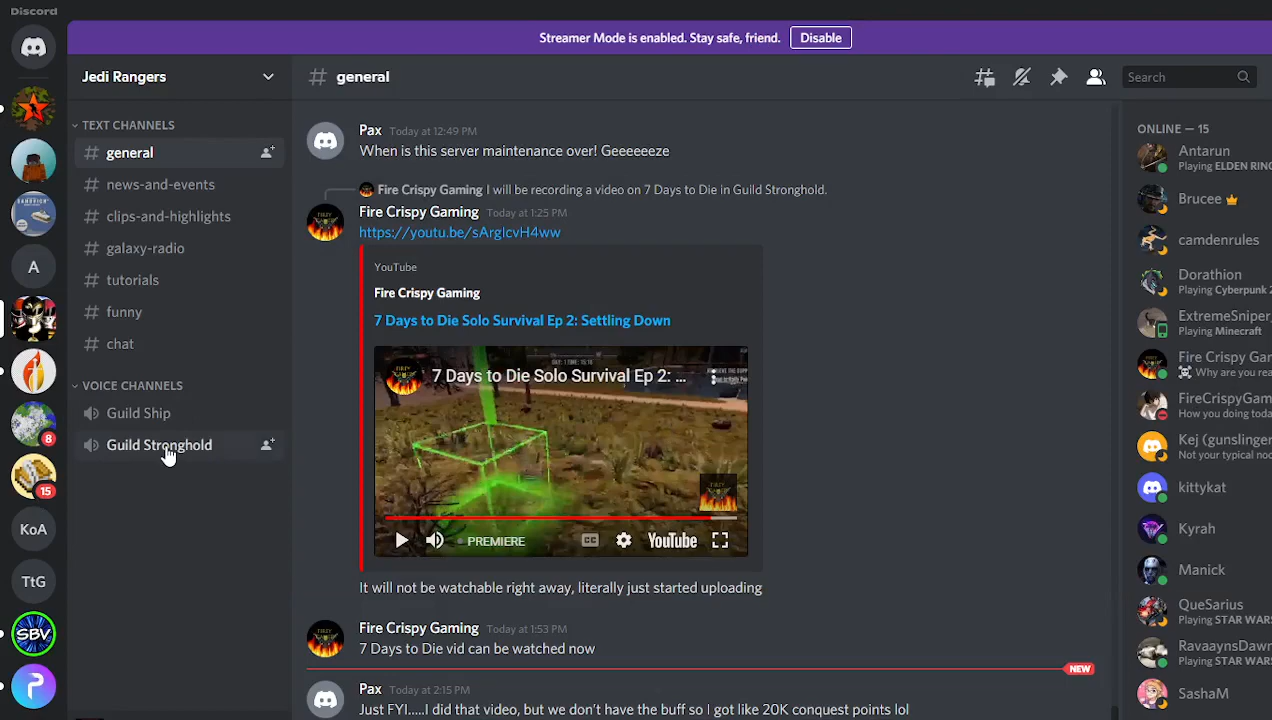 Discord
Streamer Mode is enabled. Stay safe, friend. Disable
Jedi Rangers
# general
Search
TEXT CHANNELS
# general
# news-and-events
# clips-and-highlights
# galaxy-radio
# tutorials
# funny
# chat
VOICE CHANNELS
Guild Ship
Guild Stronghold
A
8
15
KoA
TtG
SBV
Pax Today at 12:49 PM
When is this server maintenance over! Geeeeeeze
Fire Crispy Gaming I will be recording a video on 7 Days to Die in Guild Stronghold.
Fire Crispy Gaming Today at 1:25 PM
https://youtu.be/sArgIcvH4ww
YouTube
Fire Crispy Gaming
7 Days to Die Solo Survival Ep 2: Settling Down
7 Days to Die Solo Survival Ep 2: ...
PREMIERE CC YouTube
It will not be watchable right away, literally just started uploading
Fire Crispy Gaming Today at 1:53 PM
7 Days to Die vid can be watched now
NEW
Pax Today at 2:15 PM
Just FYI.....I did that video, but we don't have the buff so I got like 20K conquest points lol
ONLINE — 15
Antarun
Playing ELDEN RING
Brucee
camdenrules
Dorathion
Playing Cyberpunk 2
ExtremeSniper
Playing Minecraft
Fire Crispy Gar
Why are you rea
FireCrispyGam
How you doing toda
Kej (gunslinger
Not your typical noo
kittykat
Kyrah
Manick
QueSarius
Playing STAR WARS
RavaaynsDawn
Playing STAR WARS
SashaM